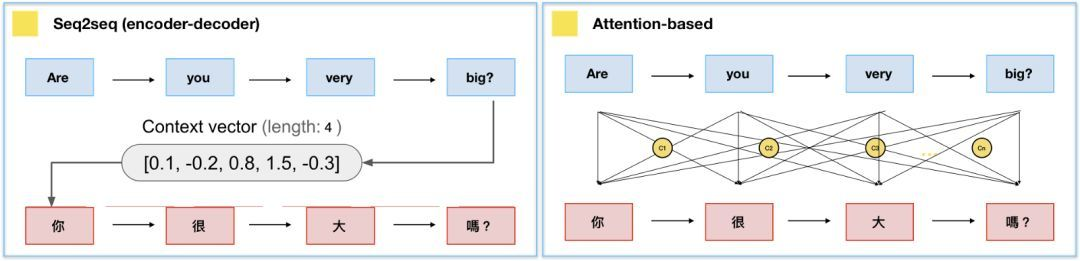 Seq2seq (encoder-decoder)
Are you very big?
Context vector (length: 4 )
[0.1, -0.2, 0.8, 1.5, -0.3]
你 很 大 嗎？
Attention-based
Are you very big?
C1 C2 C3 ... Cn
你 很 大 嗎？